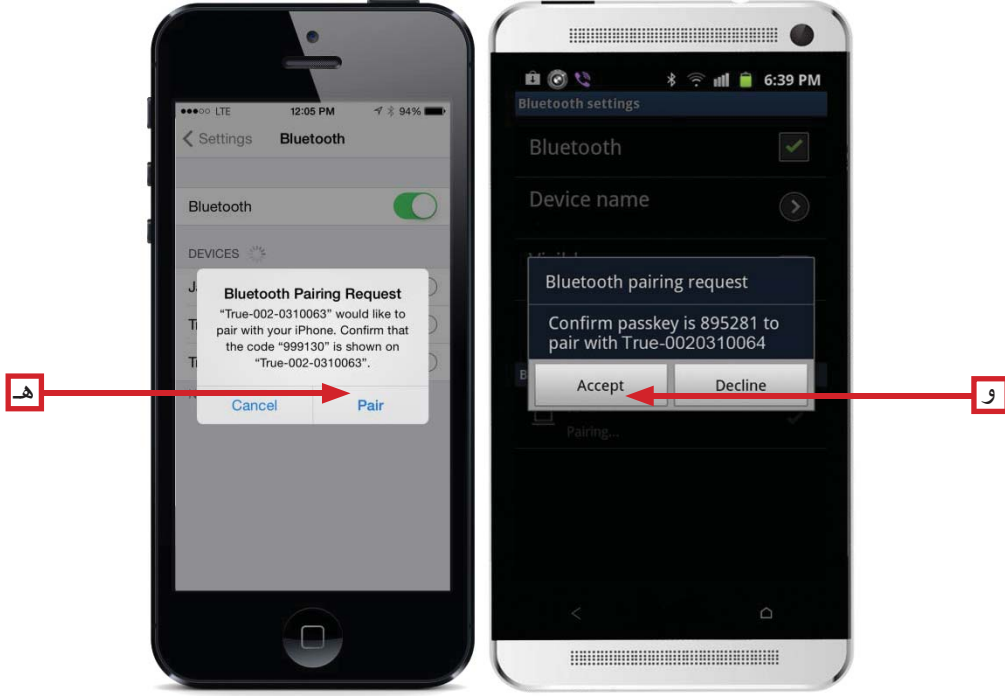 ●●●○○ LTE 12:05 PM 94%
Settings Bluetooth
Bluetooth
DEVICES
Bluetooth Pairing Request
“True-002-0310063” would like to
pair with your iPhone. Confirm that
the code “999130” is shown on
“True-002-0310063”.
Cancel Pair
هـ
6:39 PM
Bluetooth settings
Bluetooth
Device name
Bluetooth pairing request
Confirm passkey is 895281 to
pair with True-0020310064
Accept Decline
Pairing...
و